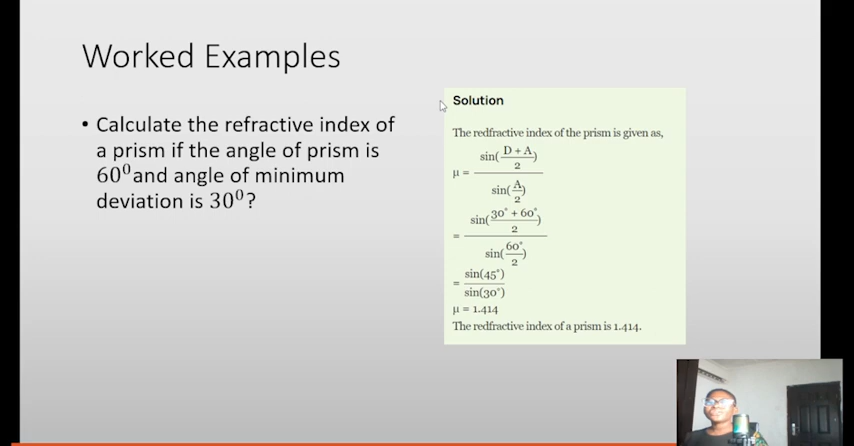 Worked Examples
• Calculate the refractive index of
a prism if the angle of prism is
60⁰and angle of minimum
deviation is 30⁰?
Solution
The redfractive index of the prism is given as,
μ = sin((D + A)/2) / sin(A/2)
= sin((30° + 60°)/2) / sin(60°/2)
= sin(45°) / sin(30°)
μ = 1.414
The redfractive index of a prism is 1.414.